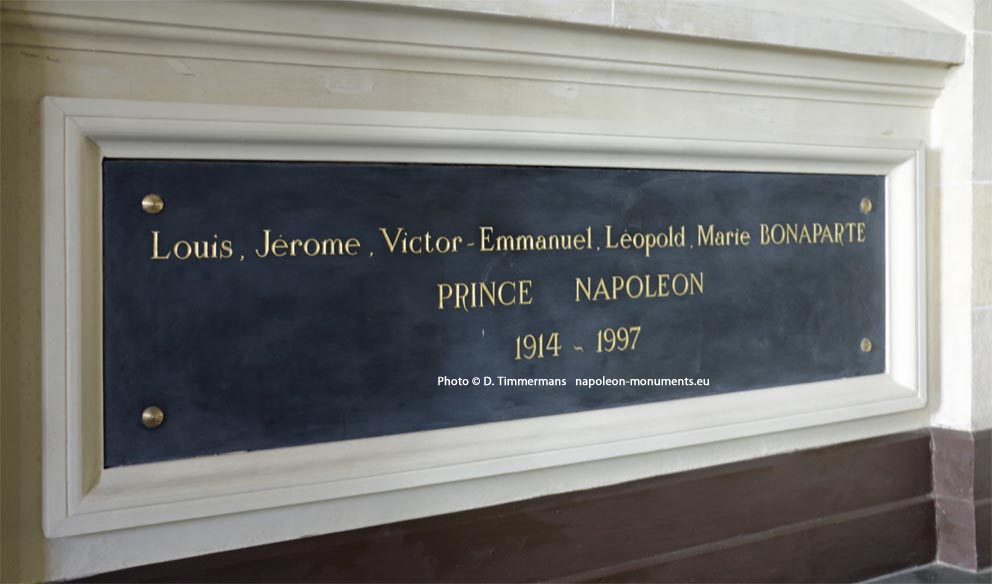 Louis, Jérome, Victor-Emmanuel, Léopold, Marie BONAPARTE
PRINCE NAPOLEON
1914 - 1997
Photo © D. Timmermans napoleon-monuments.eu